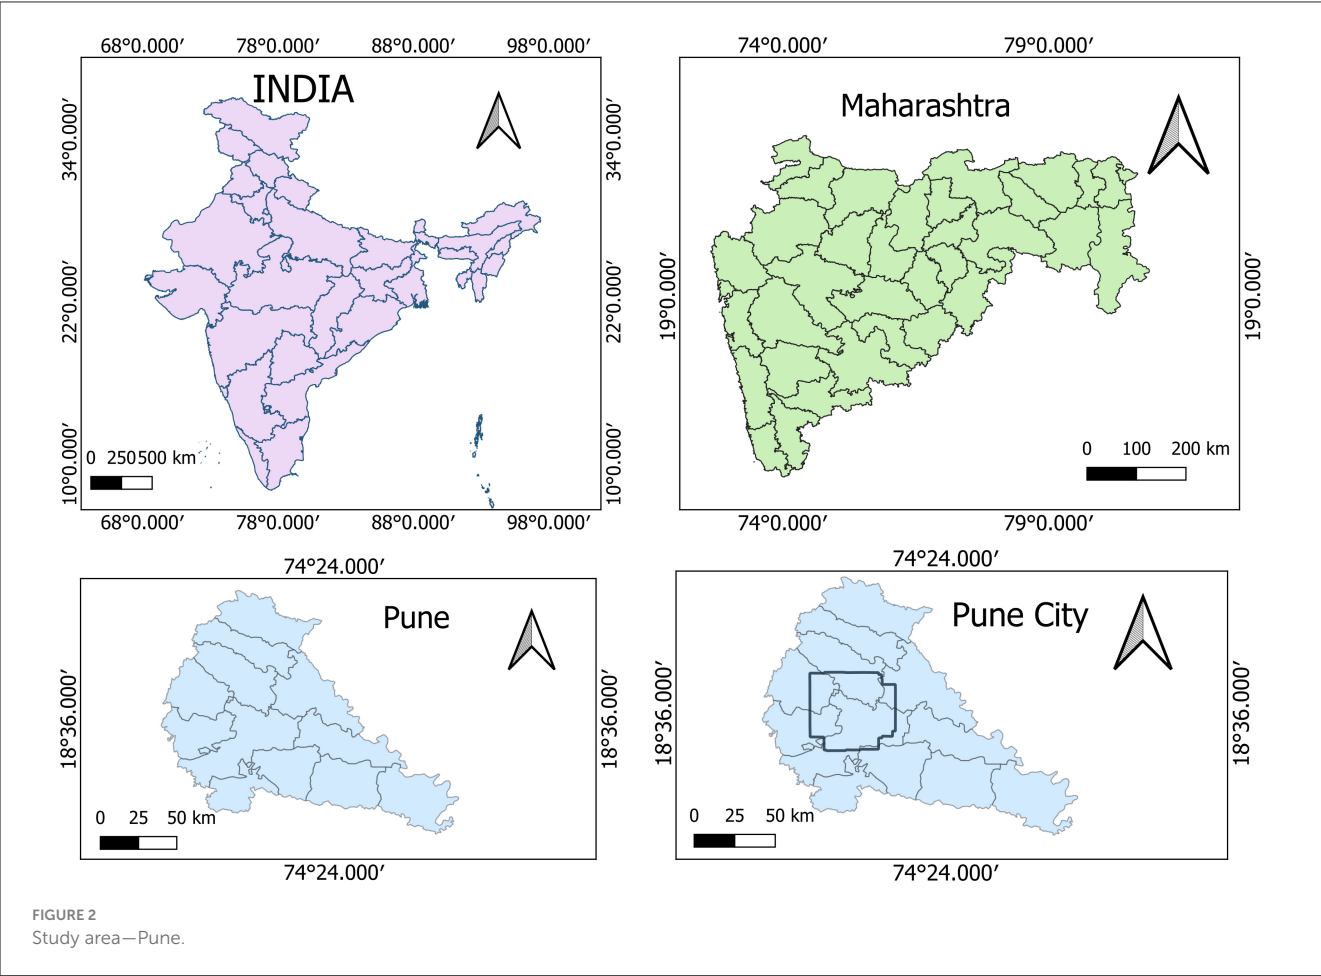 68°0.000′ 78°0.000′ 88°0.000′ 98°0.000′
INDIA
34°0.000′ 34°0.000′
22°0.000′ 22°0.000′
10°0.000′ 10°0.000′
0 250500 km
68°0.000′ 78°0.000′ 88°0.000′ 98°0.000′
74°0.000′ 79°0.000′
Maharashtra
19°0.000′ 19°0.000′
0 100 200 km
74°0.000′ 79°0.000′
74°24.000′
Pune
18°36.000′ 18°36.000′
0 25 50 km
74°24.000′
74°24.000′
Pune City
18°36.000′ 18°36.000′
0 25 50 km
74°24.000′
FIGURE 2
Study area—Pune.